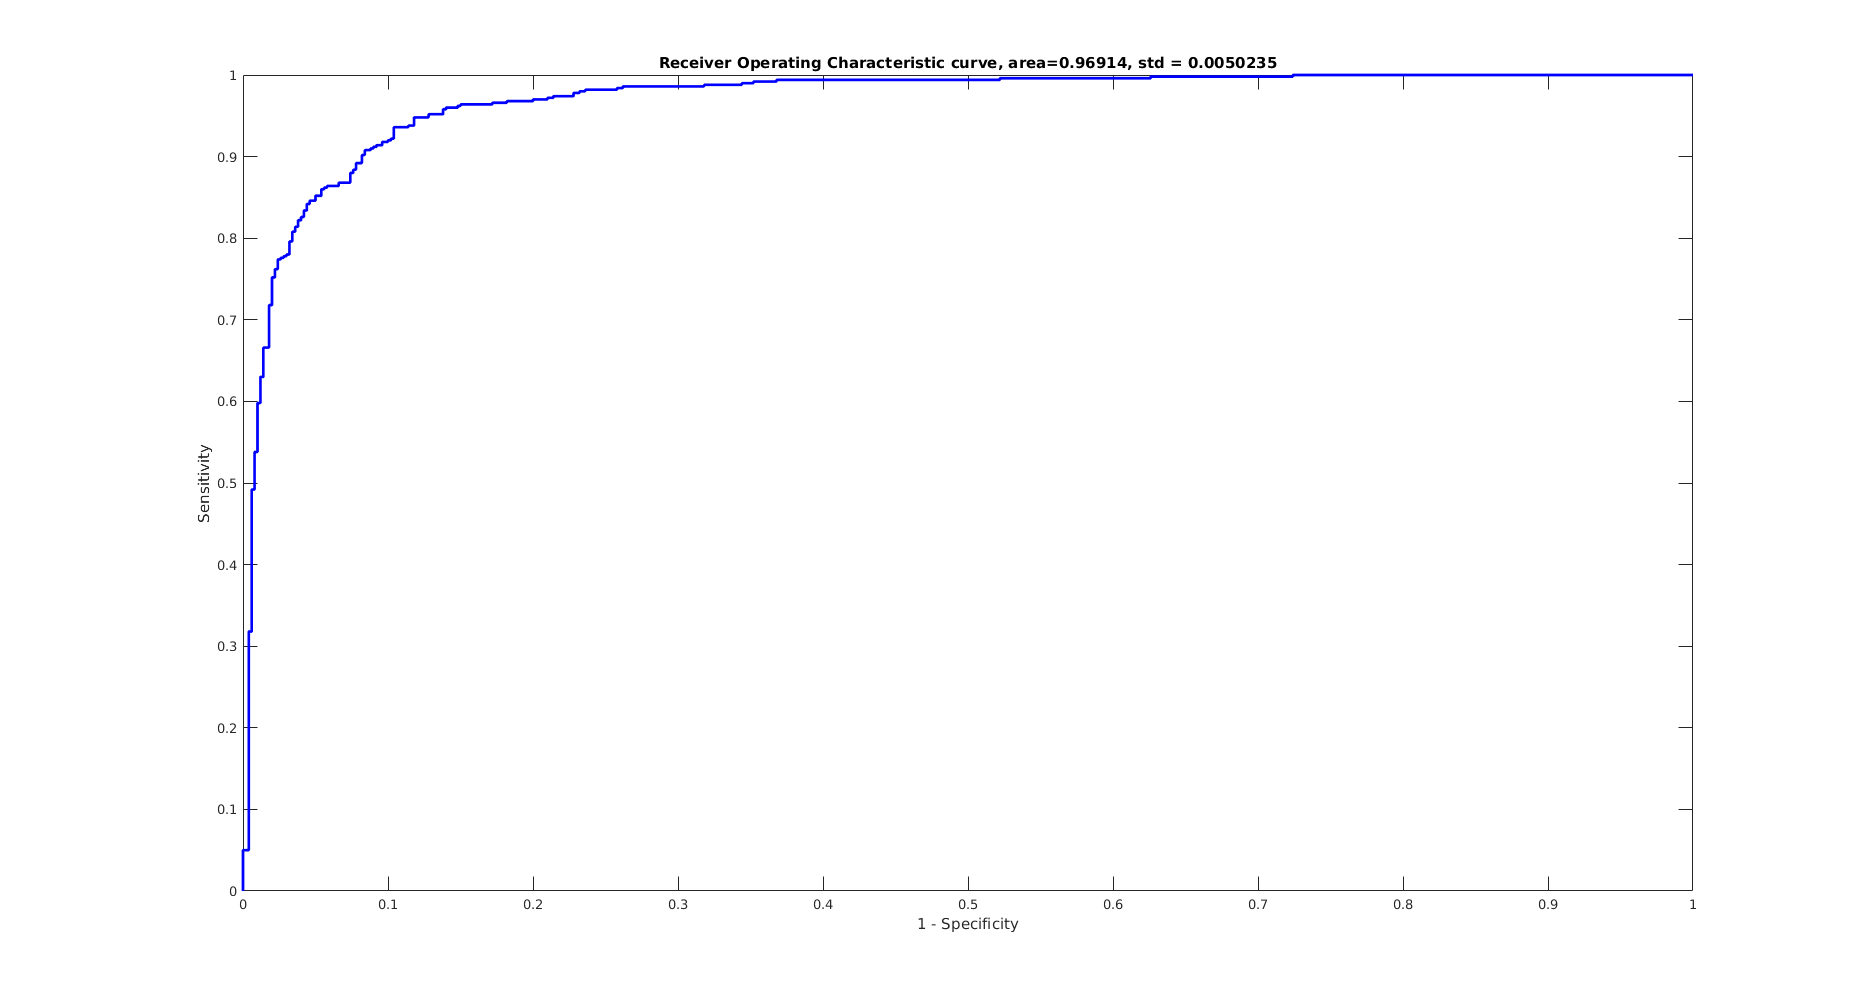 Receiver Operating Characteristic curve, area=0.96914, std = 0.0050235
1
0.9
0.8
0.7
0.6
0.5
0.4
0.3
0.2
0.1
0
Sensitivity
0 0.1 0.2 0.3 0.4 0.5 0.6 0.7 0.8 0.9 1
1 - Specificity